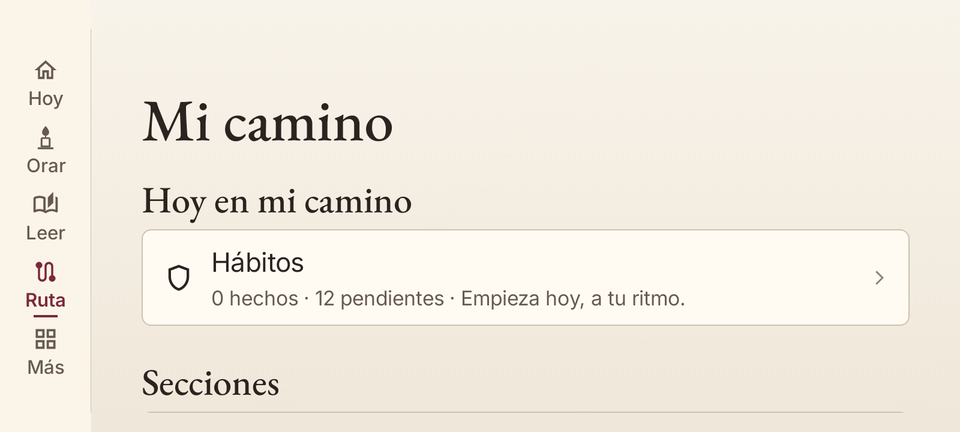 Hoy
Orar
Leer
Ruta
Más
Mi camino
Hoy en mi camino
Hábitos
0 hechos · 12 pendientes · Empieza hoy, a tu ritmo.
Secciones